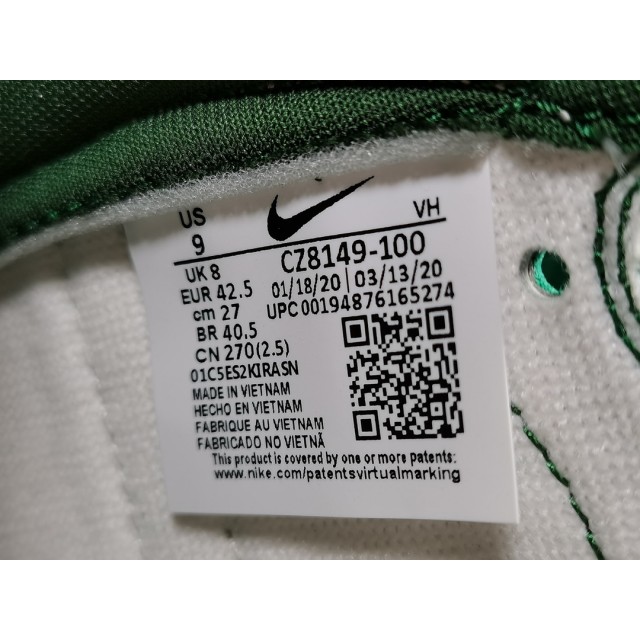 US
9
VH
UK 8
CZ8149-100
EUR 42.5
01/18/20 | 03/13/20
cm 27
UPC 00194876165274
BR 40.5
CN 270(2.5)
01C5ES2KIRASN
MADE IN VIETNAM
HECHO EN VIETNAM
FABRIQUE AU VIETNAM
FABRICADO NO VIETNÃ
This product is covered by one or more patents:
www.nike.com/patentsvirtualmarking